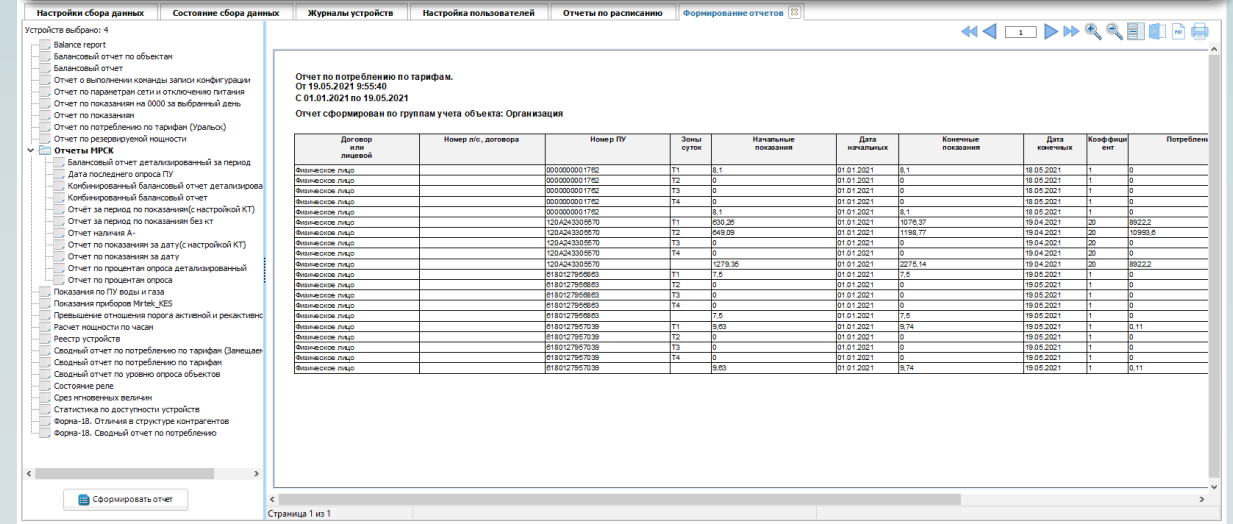 Настройки сбора данных Состояние сбора данных Журналы устройств Настройка пользователей Отчеты по расписанию Формирование отчетов
Устройств выбрано: 4
Balance report
Балансовый отчет по объектам
Балансовый отчет
Отчет о выполнении команды записи конфигурации
Отчет по параметрам сети и отключению питания
Отчет по показаниям на 0000 за выбранный день
Отчет по показаниям
Отчет по потреблению по тарифам (Уральск)
Отчет по резервируемой мощности
Отчеты МРСК
Балансовый отчет детализированный за период
Дата последнего опроса ПУ
Комбинированный балансовый отчет детализирова
Комбинированный балансовый отчет
Отчёт за период по показаниям(с настройкой КТ)
Отчет за период по показаниям без кт
Отчет наличия А-
Отчет по показаниям за дату(с настройкой КТ)
Отчет по показаниям за дату
Отчет по процентам опроса детализированный
Отчет по процентам опроса
Показания по ПУ воды и газа
Показания приборов Mirtek_KES
Превышение отношения порога активной и реактивно
Расчет мощности по часам
Реестр устройств
Сводный отчет по потреблению по тарифам (Замещаем
Сводный отчет по потреблению по тарифам
Сводный отчет по уровню опроса объектов
Состояние реле
Срез мгновенных величин
Статистика по доступности устройств
Форма-18. Отличия в структуре контрагентов
Форма-18. Сводный отчет по потреблению
Сформировать отчет
1
PDF
Отчет по потреблению по тарифам.
От 19.05.2021 9:55:40
С 01.01.2021 по 19.05.2021
Отчет сформирован по группам учета объекта: Организация
Договор или лицевой Номер л/с, договора Номер ПУ Зоны суток Начальные показания Дата начальных Конечные показания Дата конечных Коэффициент Потреблени
Физическое лицо 0000000001762 T1 8,1 01.01.2021 8,1 18.05.2021 1 0
Физическое лицо 0000000001762 T2 0 01.01.2021 0 18.05.2021 1 0
Физическое лицо 0000000001762 T3 0 01.01.2021 0 18.05.2021 1 0
Физическое лицо 0000000001762 T4 0 01.01.2021 0 18.05.2021 1 0
Физическое лицо 0000000001762 8,1 01.01.2021 8,1 18.05.2021 1 0
Физическое лицо 120A243305570 T1 630,26 01.01.2021 1076,37 19.04.2021 20 8922,2
Физическое лицо 120A243305570 T2 649,09 01.01.2021 1198,77 19.04.2021 20 10993,6
Физическое лицо 120A243305570 T3 0 01.01.2021 0 19.04.2021 20 0
Физическое лицо 120A243305570 T4 0 01.01.2021 0 19.04.2021 20 0
Физическое лицо 120A243305570 1279,36 01.01.2021 2275,14 19.04.2021 20 8922,2
Физическое лицо 6180127956863 T1 7,5 01.01.2021 7,5 19.05.2021 1 0
Физическое лицо 6180127956863 T2 0 01.01.2021 0 19.05.2021 1 0
Физическое лицо 6180127956863 T3 0 01.01.2021 0 19.05.2021 1 0
Физическое лицо 6180127956863 T4 0 01.01.2021 0 19.05.2021 1 0
Физическое лицо 6180127956863 7,5 01.01.2021 7,5 19.05.2021 1 0
Физическое лицо 6180127957039 T1 9,63 01.01.2021 9,74 19.05.2021 1 0,11
Физическое лицо 6180127957039 T2 0 01.01.2021 0 19.05.2021 1 0
Физическое лицо 6180127957039 T3 0 01.01.2021 0 19.05.2021 1 0
Физическое лицо 6180127957039 T4 0 01.01.2021 0 19.05.2021 1 0
Физическое лицо 6180127957039 9,63 01.01.2021 9,74 19.05.2021 1 0,11
Страница 1 из 1